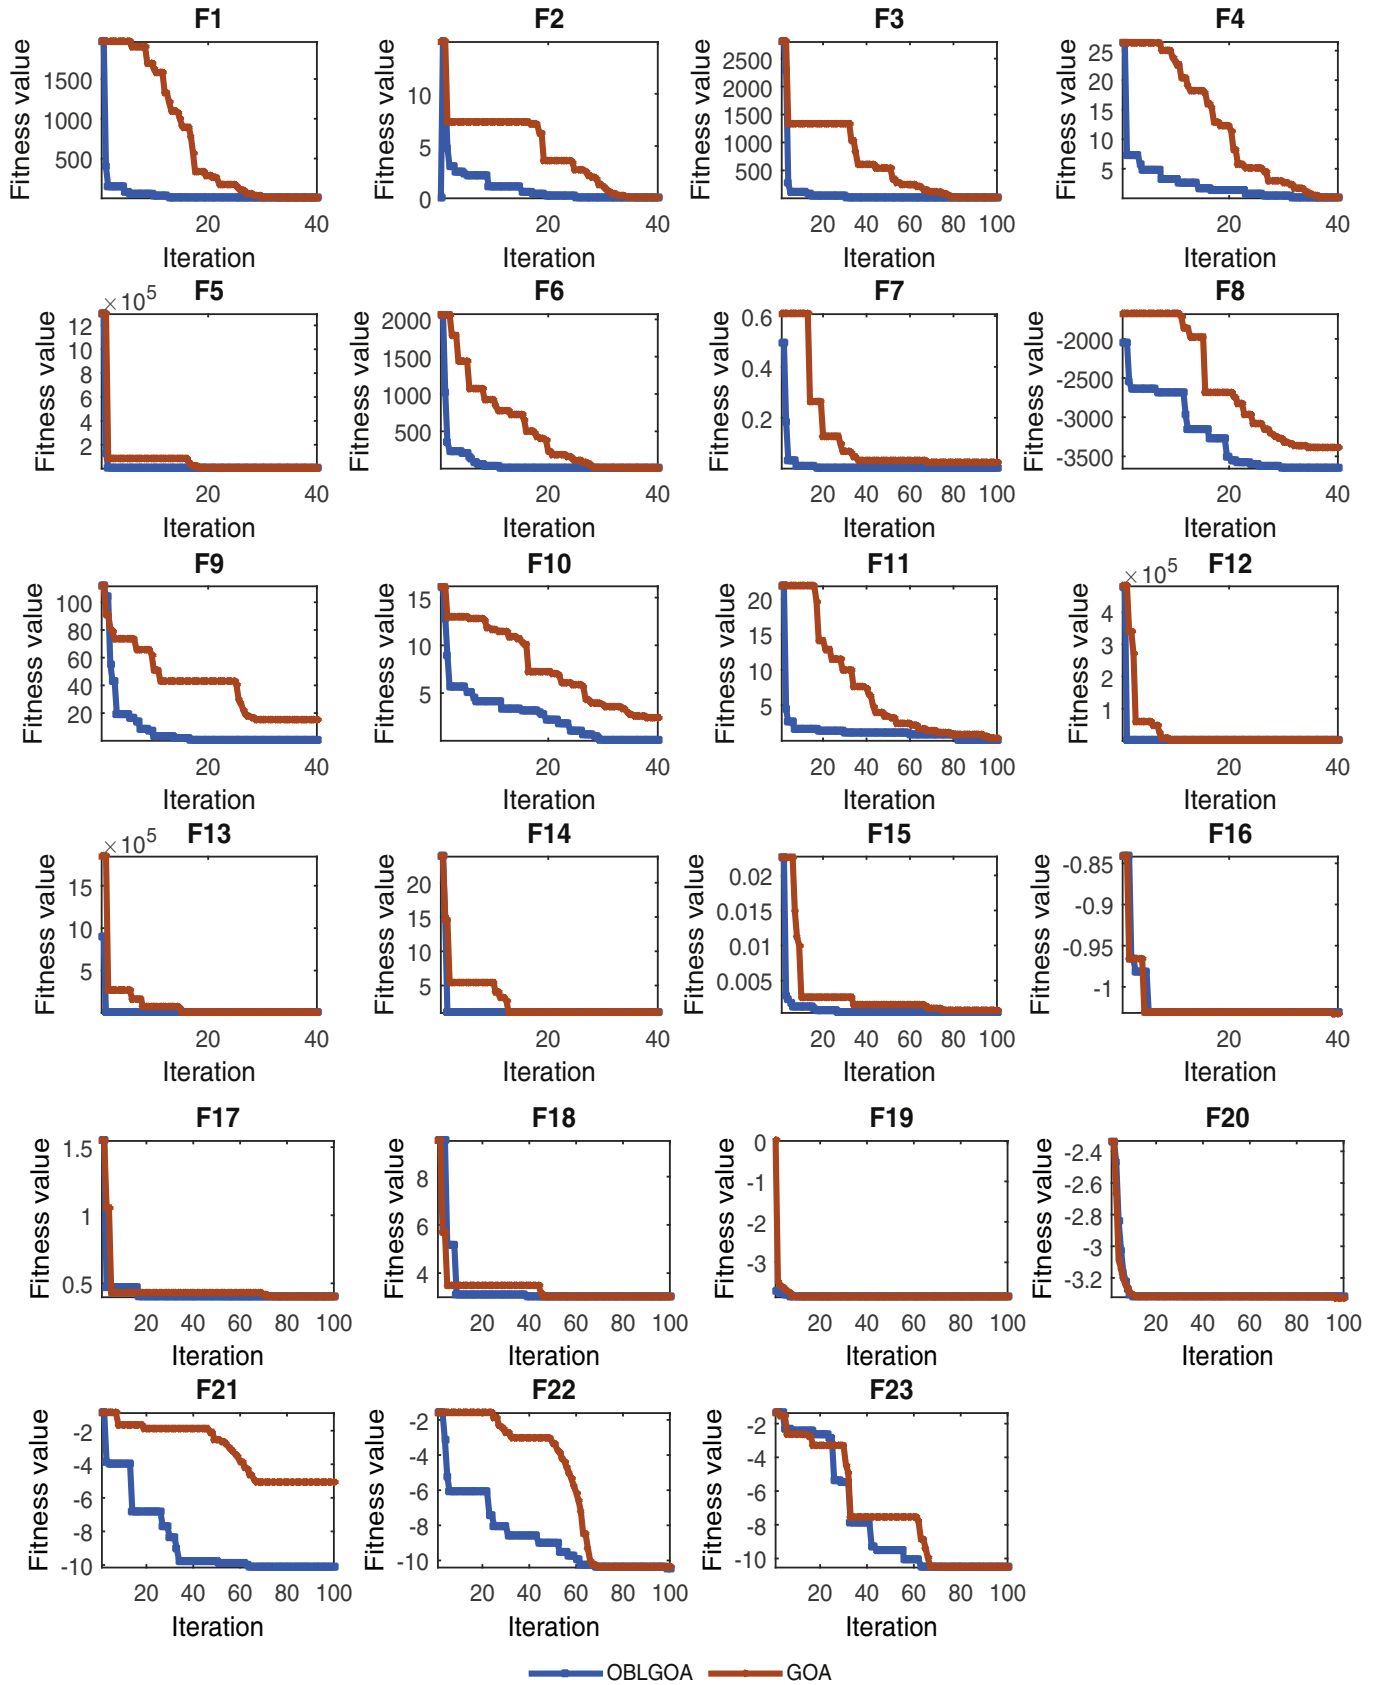 F1
F2
F3
F4
Fitness value
1500
1000
500
20
40
Iteration
Fitness value
10
5
0
20
40
Iteration
Fitness value
2500
2000
1500
1000
500
20
40
60
80
100
Iteration
Fitness value
25
20
15
10
5
20
40
Iteration
F5
F6
F7
F8
×10^5
Fitness value
12
10
8
6
4
2
20
40
Iteration
Fitness value
2000
1500
1000
500
20
40
Iteration
Fitness value
0.6
0.4
0.2
20
40
60
80
100
Iteration
Fitness value
-2000
-2500
-3000
-3500
20
40
Iteration
F9
F10
F11
F12
Fitness value
100
80
60
40
20
20
40
Iteration
Fitness value
15
10
5
20
40
Iteration
Fitness value
20
15
10
5
20
40
60
80
100
Iteration
×10^5
Fitness value
4
3
2
1
20
40
Iteration
F13
F14
F15
F16
×10^5
Fitness value
15
10
5
20
40
Iteration
Fitness value
20
15
10
5
20
40
Iteration
Fitness value
0.02
0.015
0.01
0.005
20
40
60
80
100
Iteration
Fitness value
-0.85
-0.9
-0.95
-1
20
40
Iteration
F17
F18
F19
F20
Fitness value
1.5
1
0.5
20
40
60
80
100
Iteration
Fitness value
8
6
4
20
40
60
80
100
Iteration
Fitness value
0
-1
-2
-3
20
40
60
80
100
Iteration
Fitness value
-2.4
-2.6
-2.8
-3
-3.2
20
40
60
80
100
Iteration
F21
F22
F23
Fitness value
-2
-4
-6
-8
-10
20
40
60
80
100
Iteration
Fitness value
-2
-4
-6
-8
-10
20
40
60
80
100
Iteration
Fitness value
-2
-4
-6
-8
-10
20
40
60
80
100
Iteration
OBLGOA
GOA